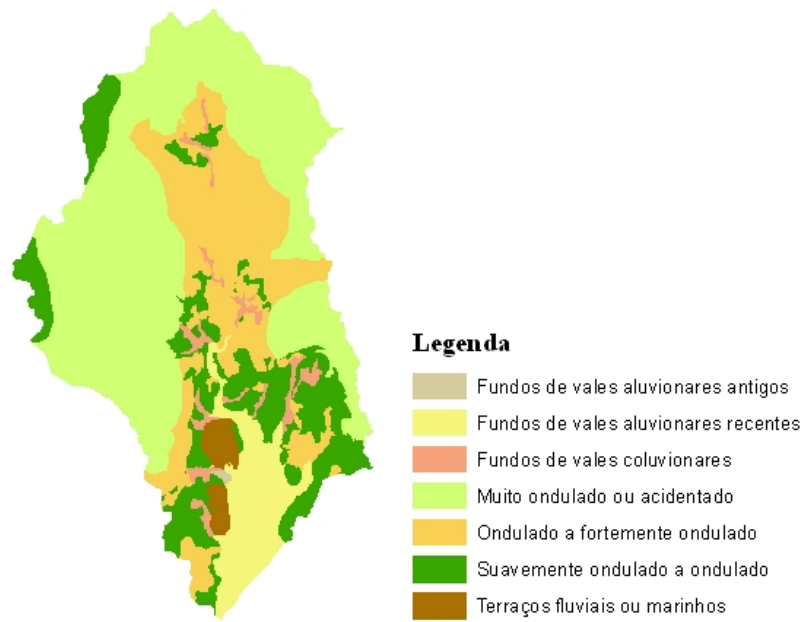 Legenda
Fundos de vales aluvionares antigos
Fundos de vales aluvionares recentes
Fundos de vales coluvionares
Muito ondulado ou acidentado
Ondulado a fortemente ondulado
Suavemente ondulado a ondulado
Terraços fluviais ou marinhos